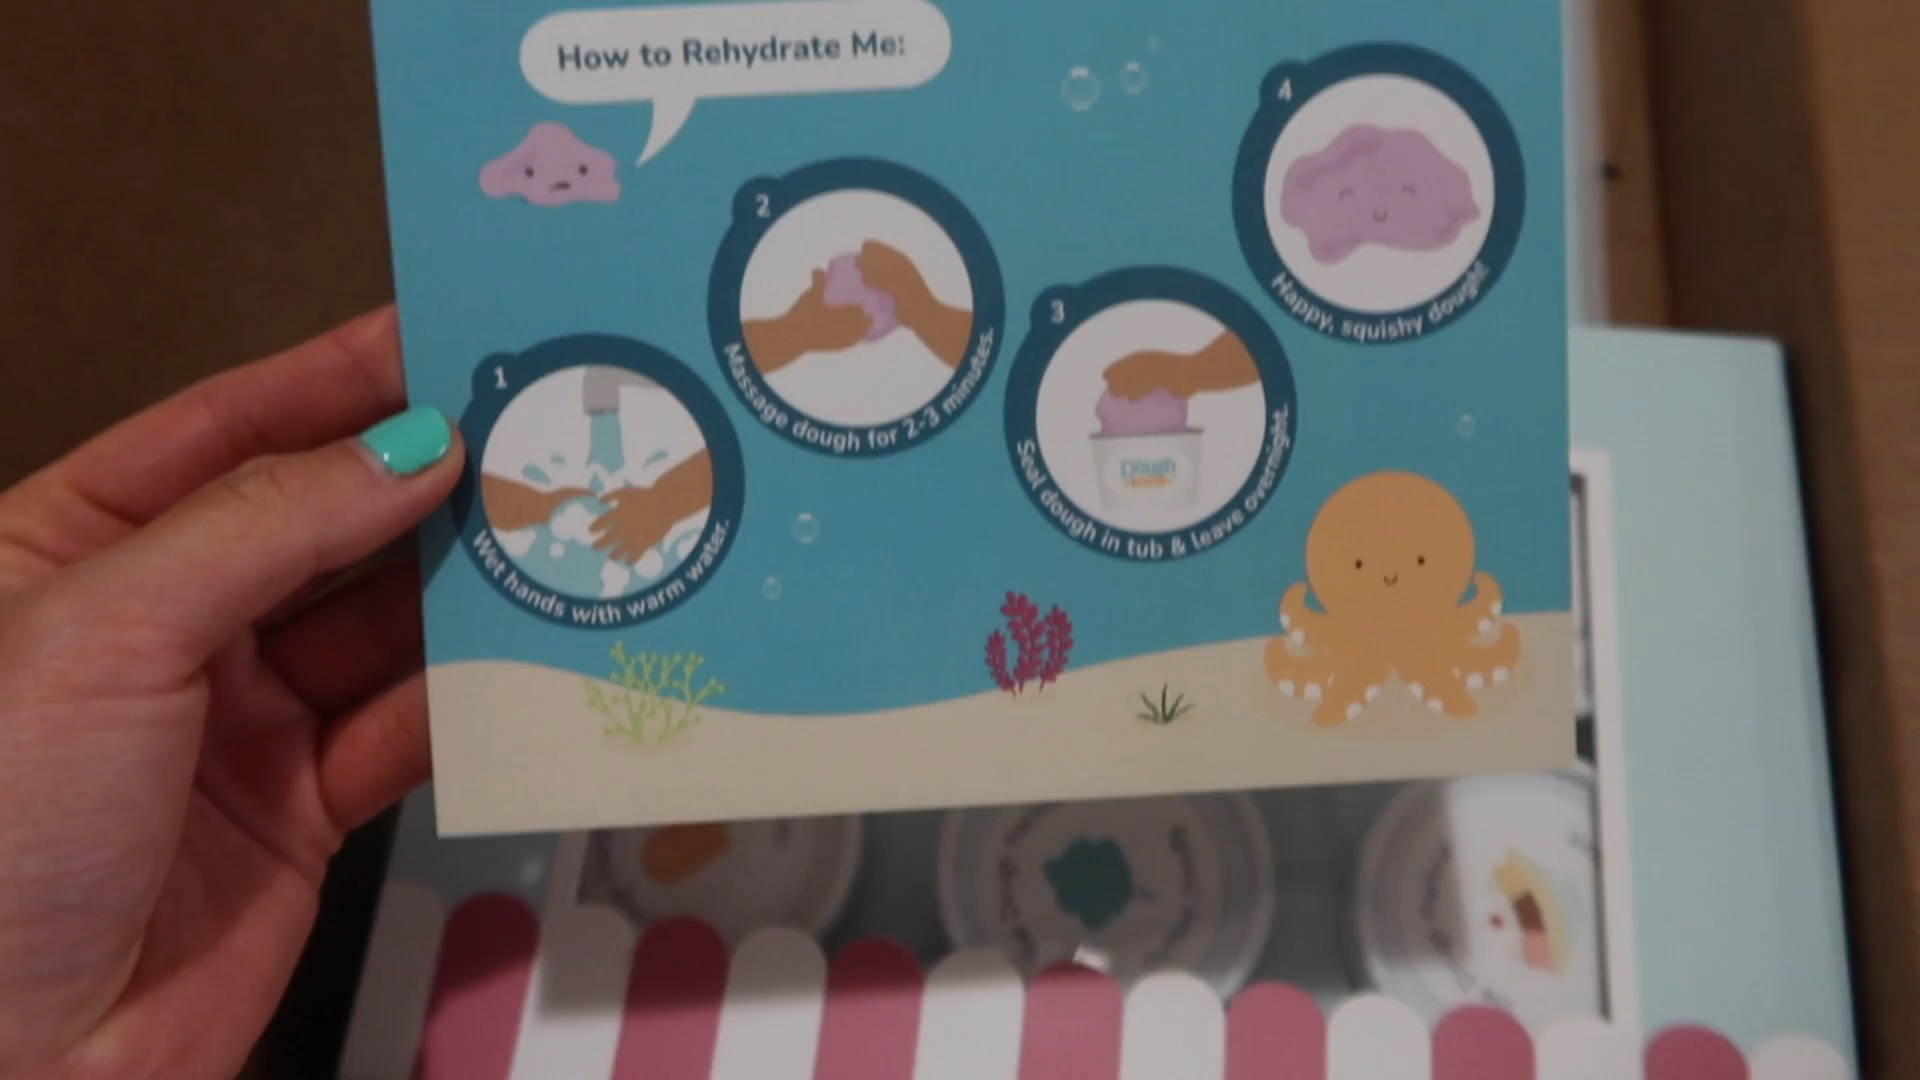 How to Rehydrate Me:
1
Wet hands with warm water.
2
Massage dough for 2-3 minutes.
3
Dough
Seal dough in tub & leave overnight.
4
Happy, squishy dough!